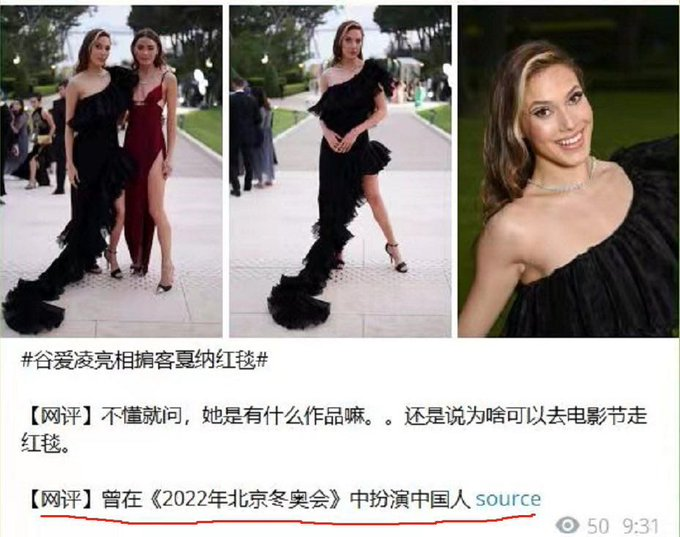 #谷爱凌亮相掮客戛纳红毯#
【网评】不懂就问，她是有什么作品嘛。。还是说为啥可以去电影节走
红毯。
【网评】曾在《2022年北京冬奥会》中扮演中国人 source
50 9:31